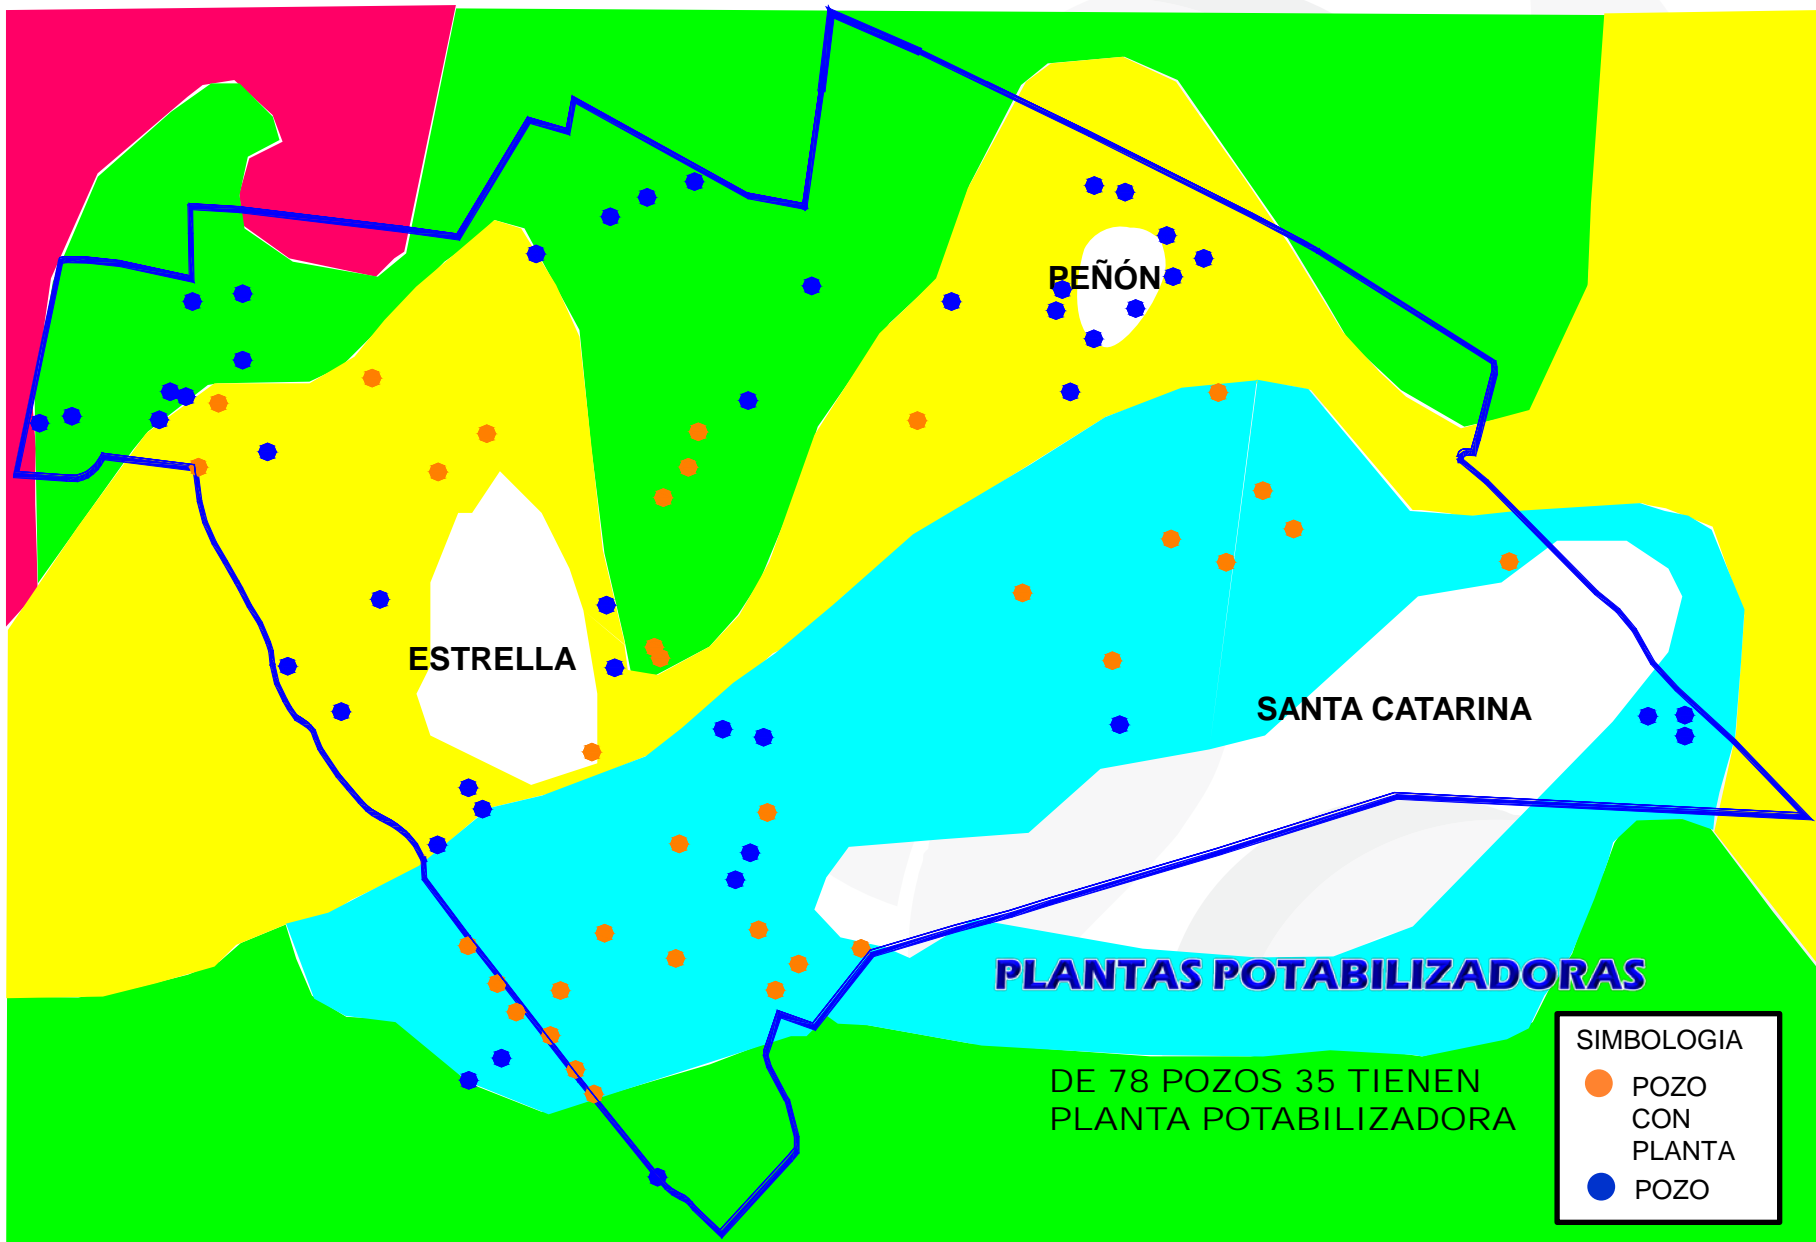 PEÑÓN
ESTRELLA
SANTA CATARINA
PLANTAS POTABILIZADORAS
DE 78 POZOS 35 TIENEN
PLANTA POTABILIZADORA
SIMBOLOGIA
POZO
CON
PLANTA
POZO